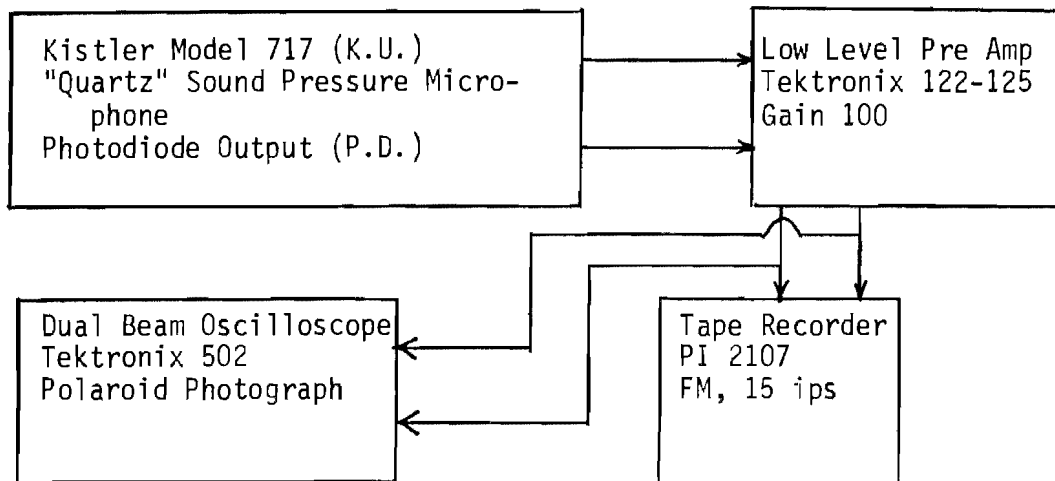 Kistler Model 717 (K.U.)
"Quartz" Sound Pressure Micro-
phone
Photodiode Output (P.D.)
Low Level Pre Amp
Tektronix 122-125
Gain 100
Dual Beam Oscilloscope
Tektronix 502
Polaroid Photograph
Tape Recorder
PI 2107
FM, 15 ips